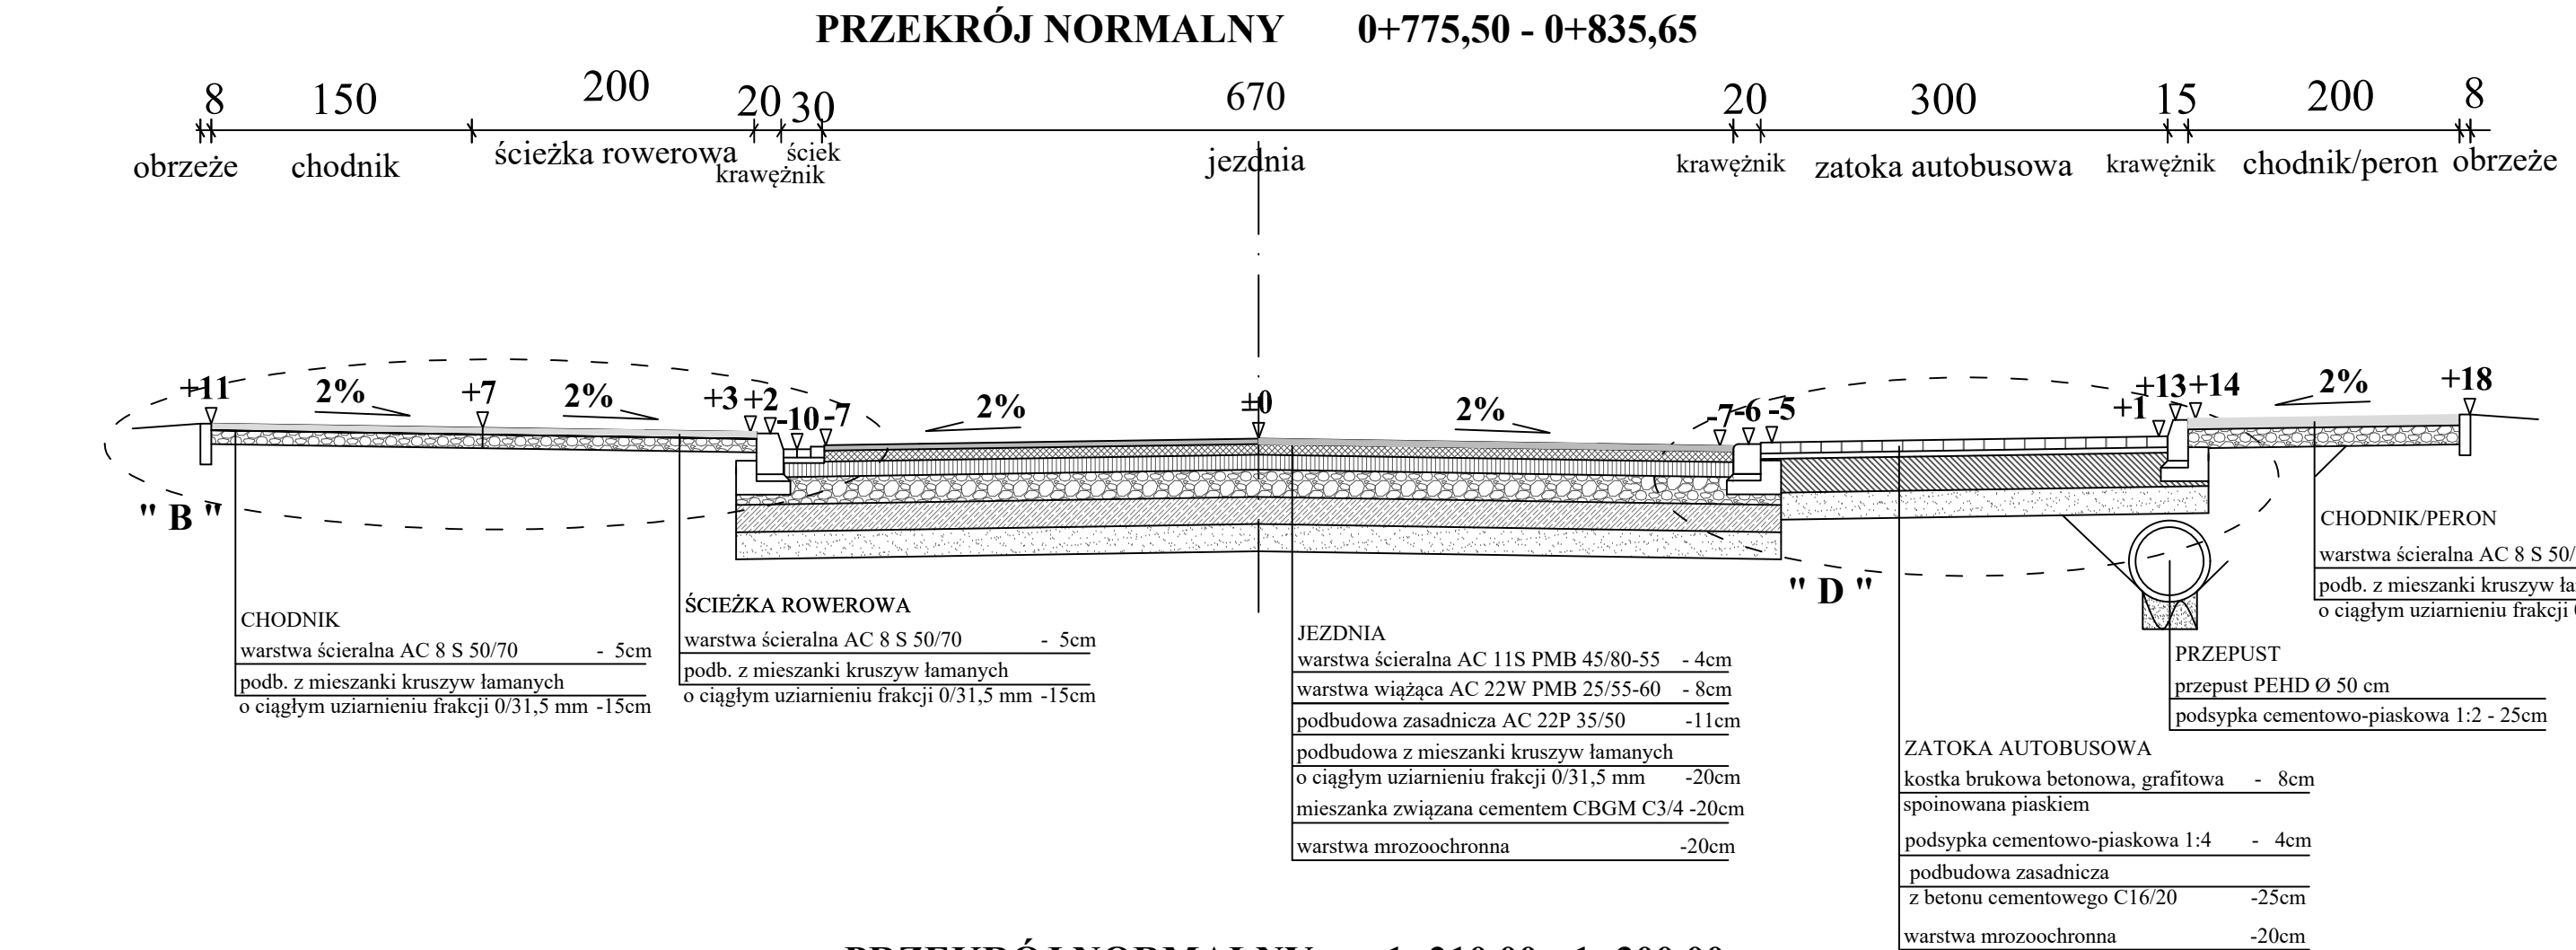 PRZEKRÓJ NORMALNY 0+775,50 - 0+835,65
8 150 200 20 30 670 20 300 15 200 8
obrzeże chodnik ścieżka rowerowa krawężnik ściek jezdnia krawężnik zatoka autobusowa krawężnik chodnik/peron obrzeże
+11 2% +7 2% +3 +2 -10 -7 2% ±0 2% -7 -6 -5 +1 +13 +14 2% +18
" B "
" D "
CHODNIK
warstwa ścieralna AC 8 S 50/70 - 5cm
podb. z mieszanki kruszyw łamanych
o ciągłym uziarnieniu frakcji 0/31,5 mm -15cm
ŚCIEŻKA ROWEROWA
warstwa ścieralna AC 8 S 50/70 - 5cm
podb. z mieszanki kruszyw łamanych
o ciągłym uziarnieniu frakcji 0/31,5 mm -15cm
JEZDNIA
warstwa ścieralna AC 11S PMB 45/80-55 - 4cm
warstwa wiążąca AC 22W PMB 25/55-60 - 8cm
podbudowa zasadnicza AC 22P 35/50 -11cm
podbudowa z mieszanki kruszyw łamanych
o ciągłym uziarnieniu frakcji 0/31,5 mm -20cm
mieszanka związana cementem CBGM C3/4 -20cm
warstwa mrozoochronna -20cm
ZATOKA AUTOBUSOWA
kostka brukowa betonowa, grafitowa - 8cm
spoinowana piaskiem
podsypka cementowo-piaskowa 1:4 - 4cm
podbudowa zasadnicza
z betonu cementowego C16/20 -25cm
warstwa mrozoochronna -20cm
PRZEPUST
przepust PEHD Ø 50 cm
podsypka cementowo-piaskowa 1:2 - 25cm
CHODNIK/PERON
warstwa ścieralna AC 8 S 50/
podb. z mieszanki kruszyw
o ciągłym uziarnieniu frakcji
PRZEKRÓJ NORMALNY